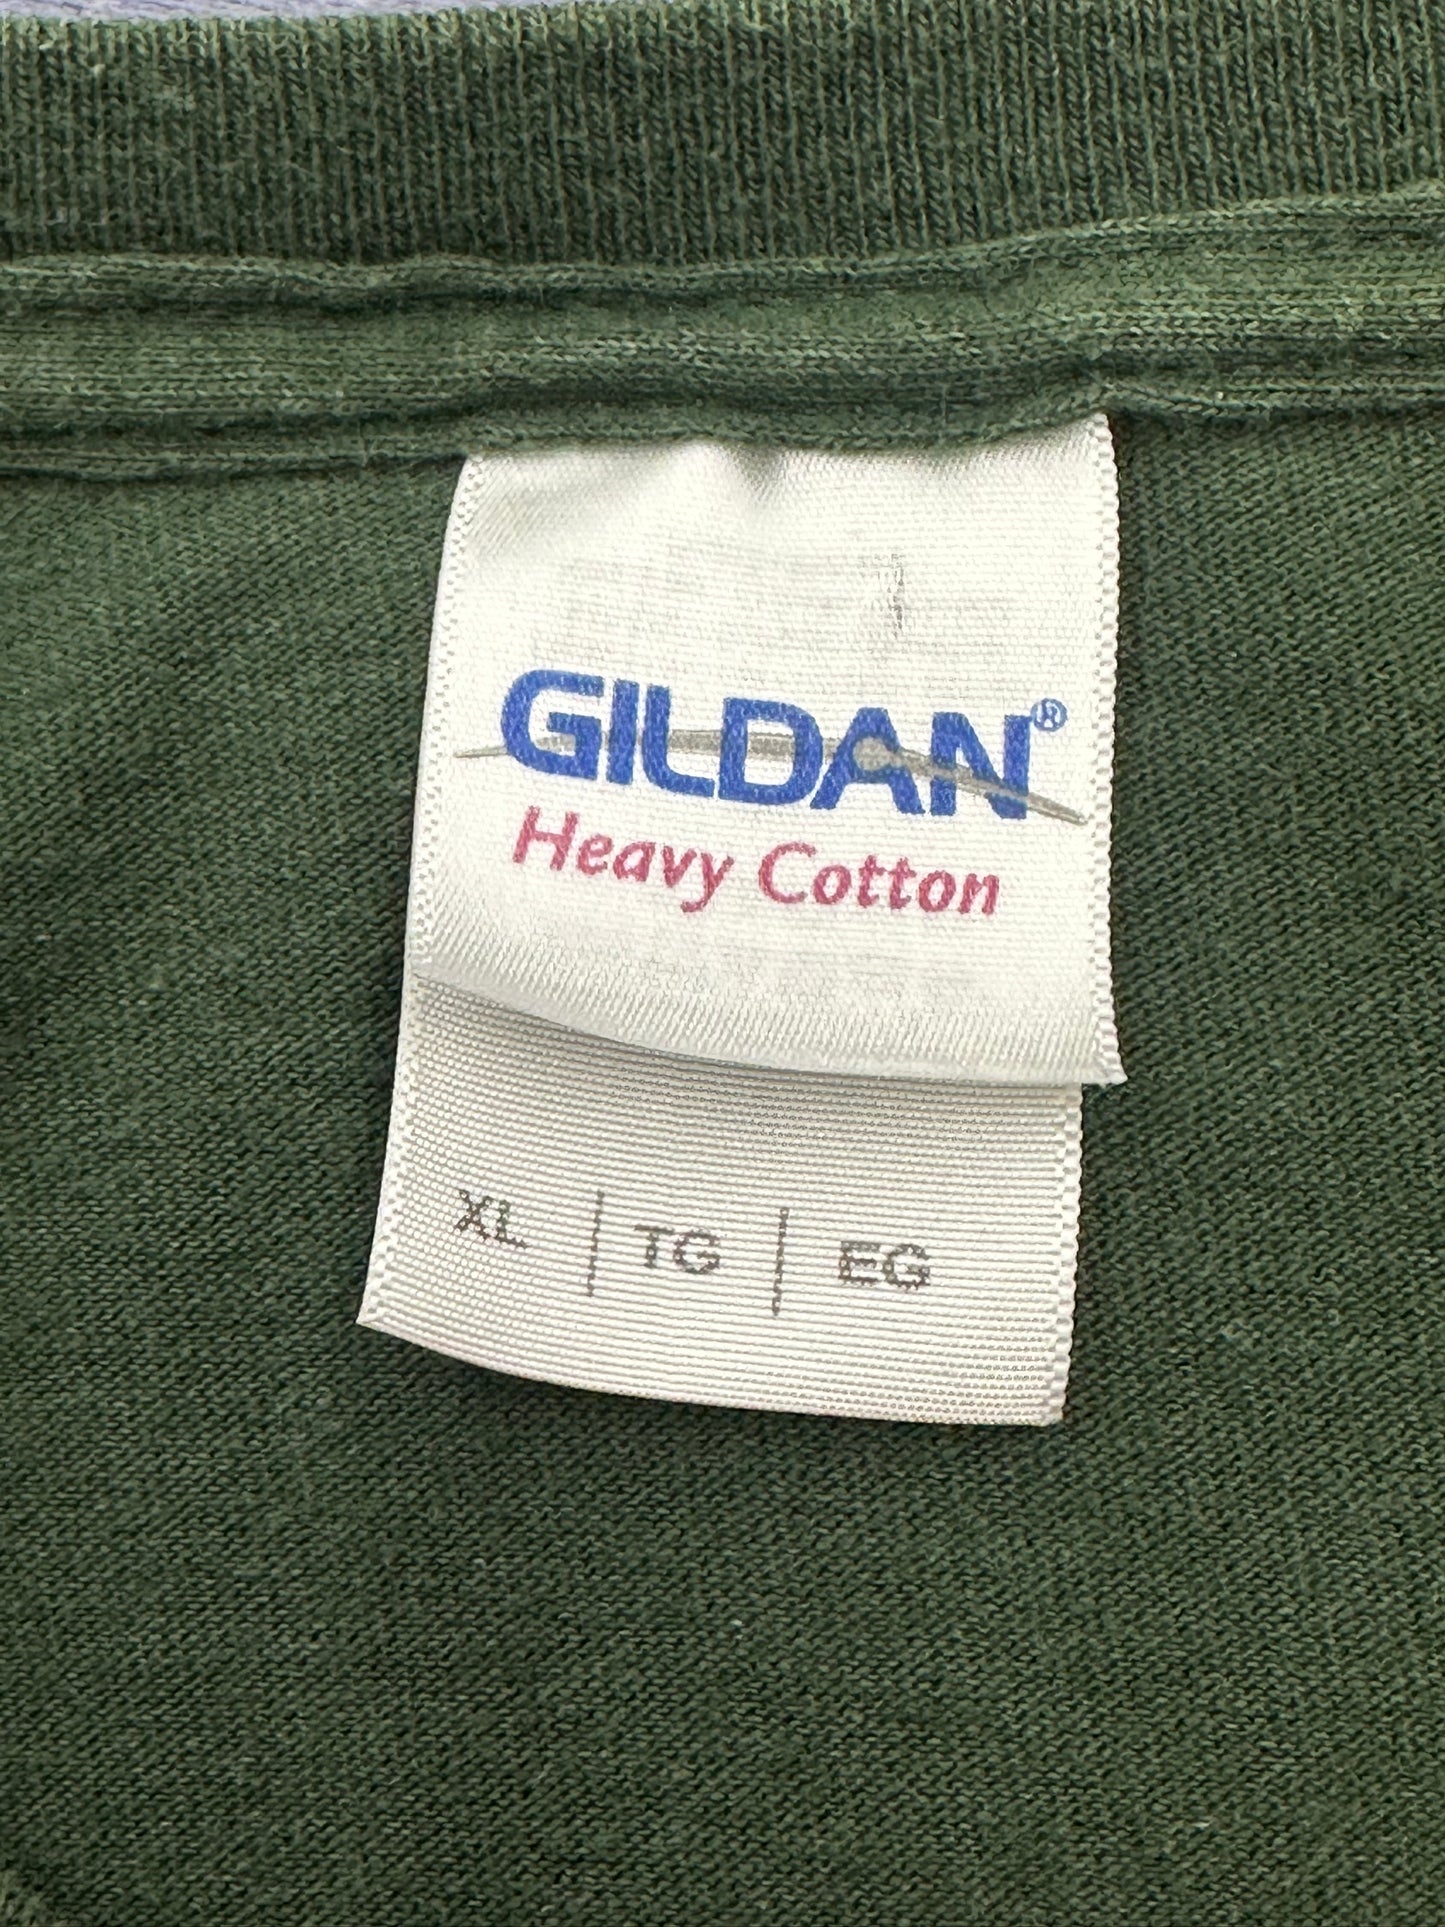 GILDAN®
Heavy Cotton
XL | TG | EG